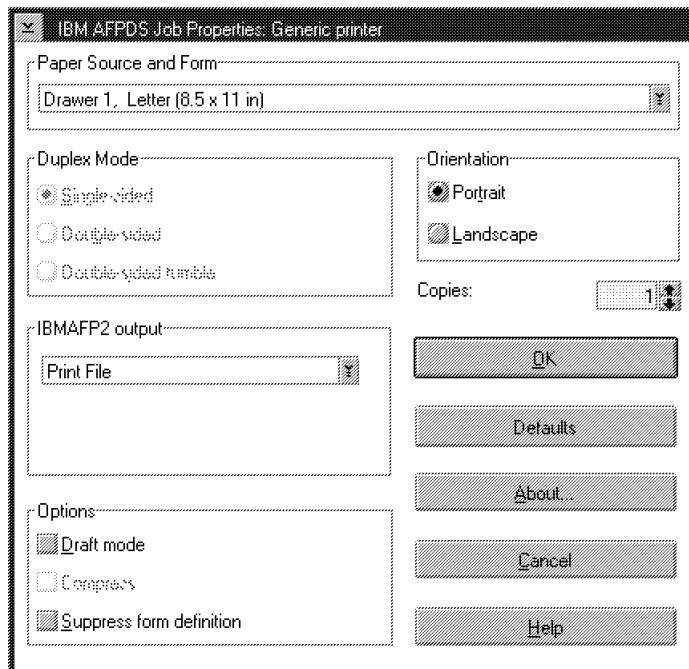 IBM AFPDS Job Properties: Generic printer
Paper Source and Form
Drawer 1, Letter (8.5 x 11 in)
Duplex Mode
Single-sided
Double-sided
Double-sided tumble
Orientation
Portrait
Landscape
Copies: 1
IBMAFP2 output
Print File
OK
Defaults
About...
Cancel
Help
Options
Draft mode
Compress
Suppress form definition